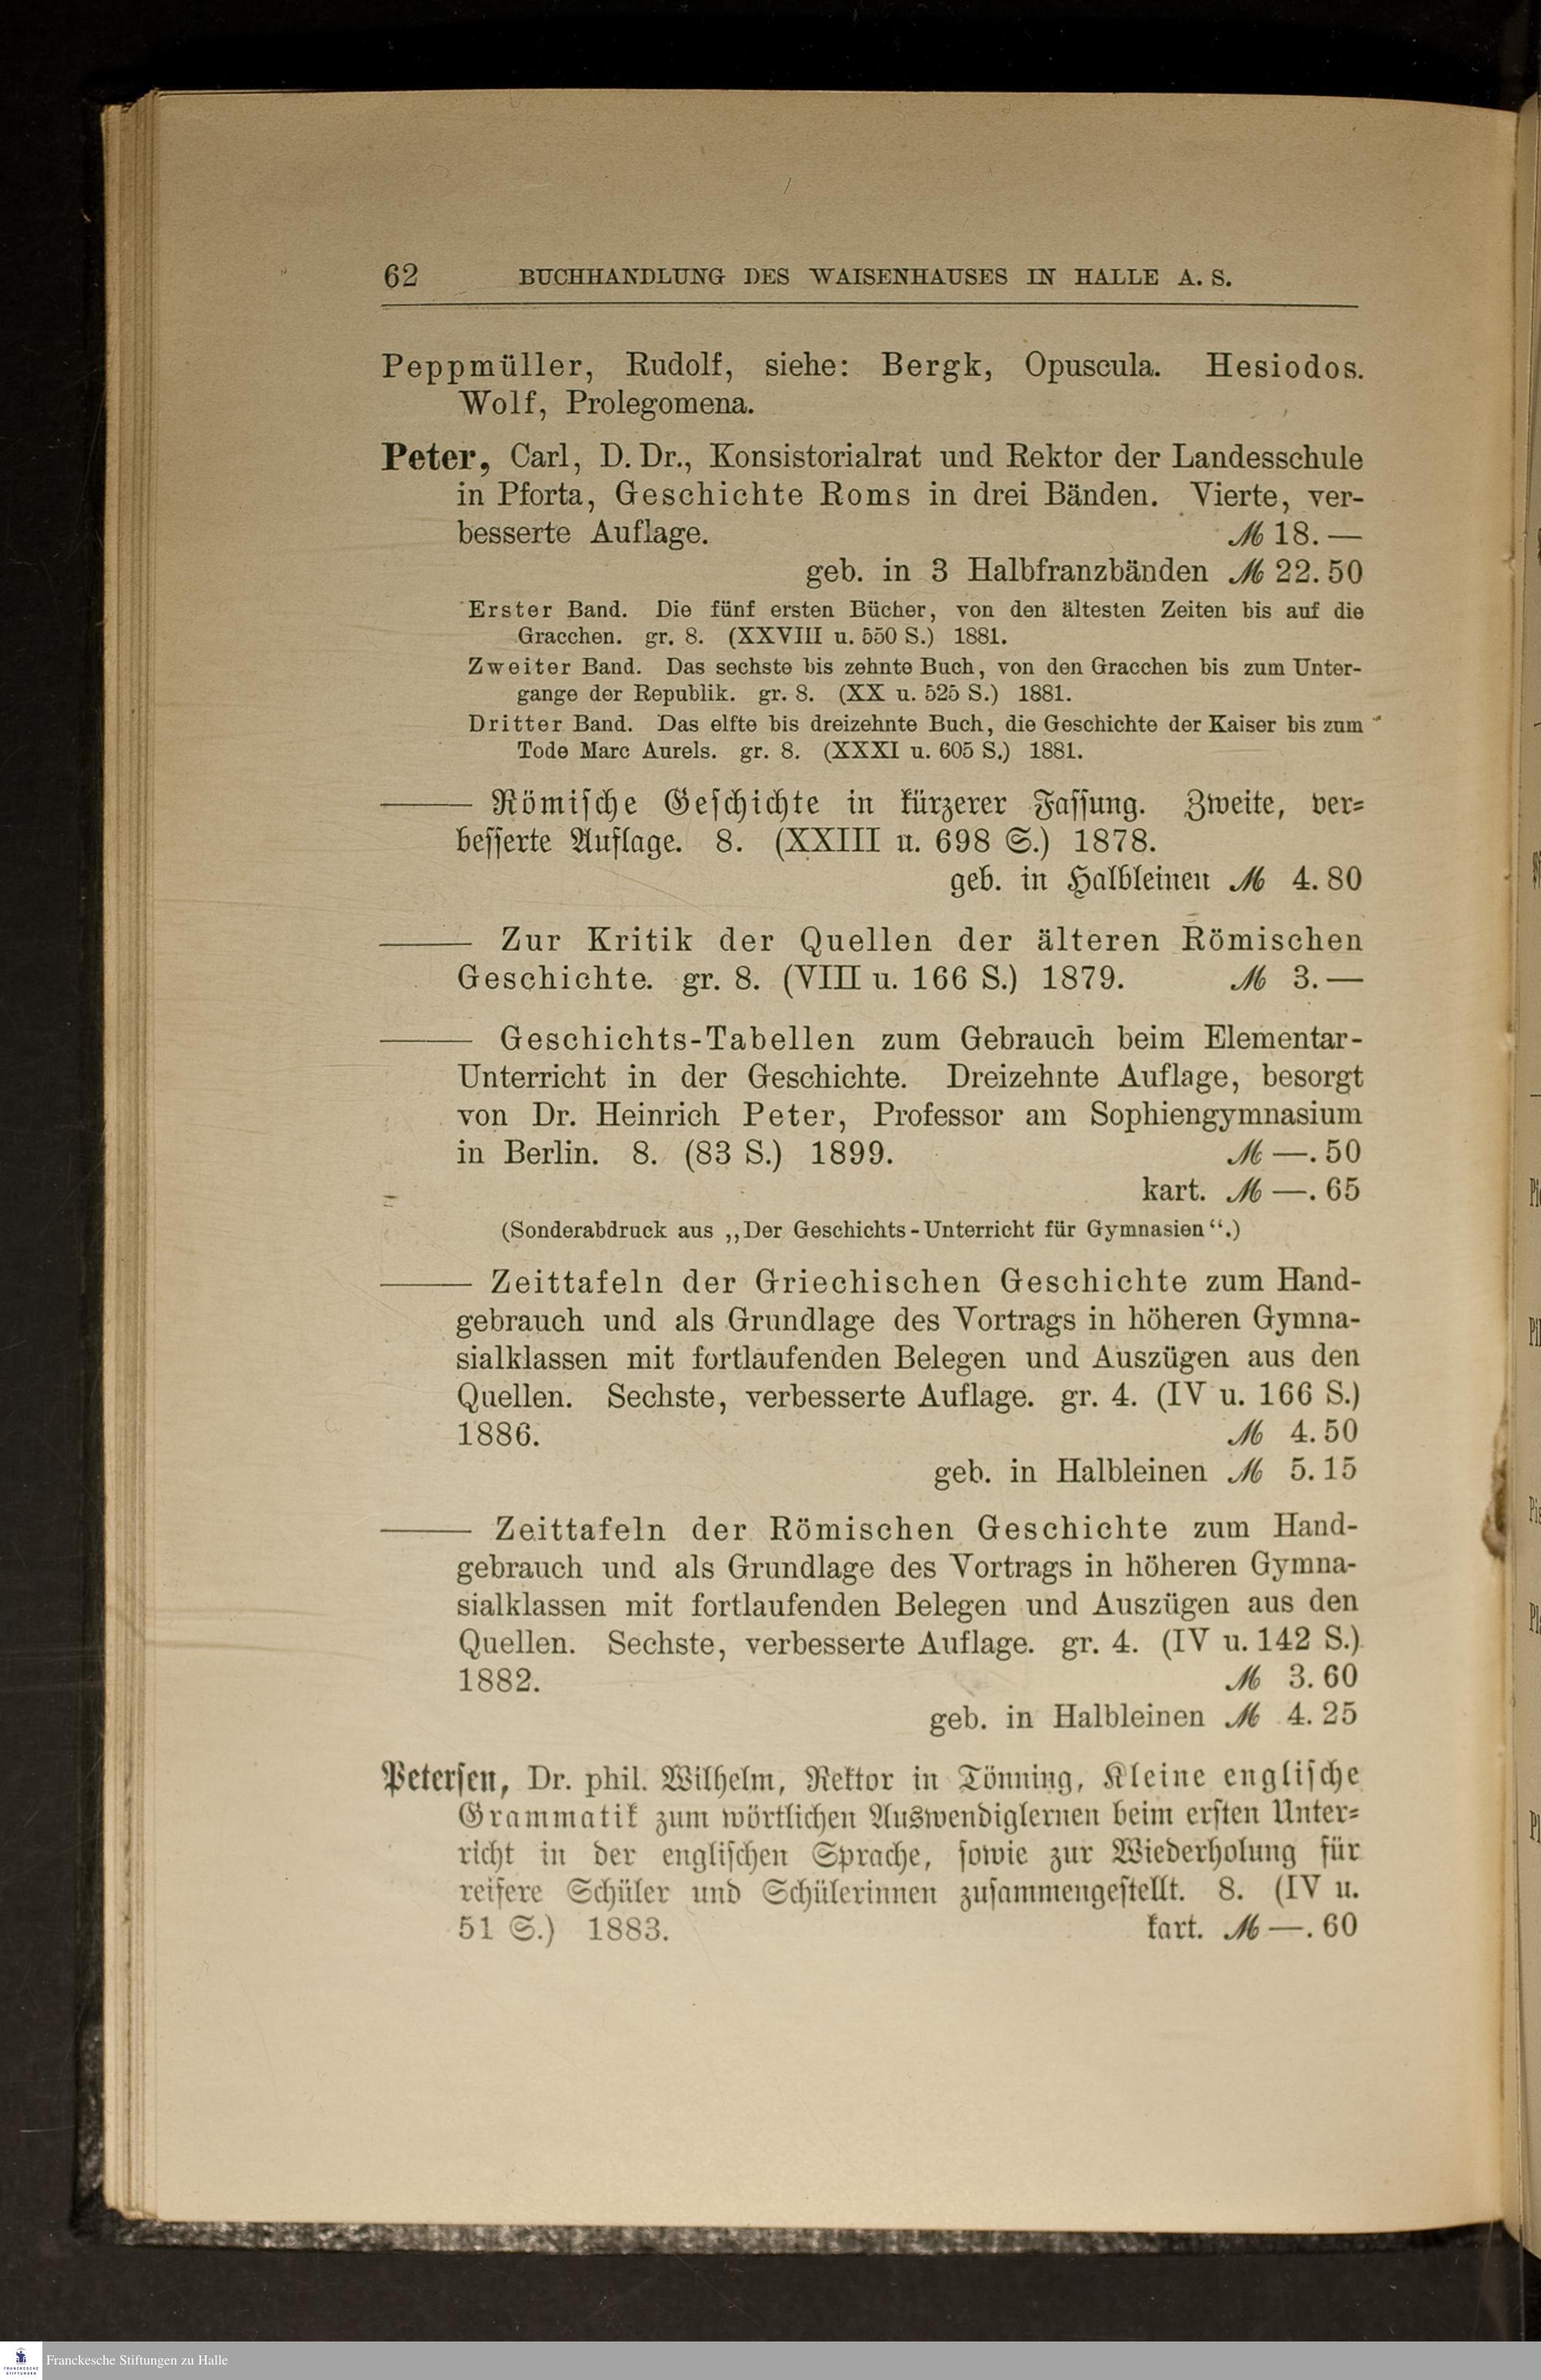 62 BUCHHANDLUNG DES WAISENHAUSES IN HALLE A. S.
Peppmüller, Rudolf, siehe: Bergk, Opuscula. Hesiodos.
Wolf, Prolegomena.
Peter, Carl, D. Dr., Konsistorialrat und Rektor der Landesschule
in Pforta, Geschichte Roms in drei Bänden. Vierte, ver-
besserte Auflage. ℳ 18. —
geb. in 3 Halbfranzbänden ℳ 22. 50
Erster Band. Die fünf ersten Bücher, von den ältesten Zeiten bis auf die
Gracchen. gr. 8. (XXVIII u. 550 S.) 1881.
Zweiter Band. Das sechste bis zehnte Buch, von den Gracchen bis zum Unter-
gange der Republik. gr. 8. (XX u. 525 S.) 1881.
Dritter Band. Das elfte bis dreizehnte Buch, die Geschichte der Kaiser bis zum
Tode Marc Aurels. gr. 8. (XXXI u. 605 S.) 1881.
—— Römiſche Geſchichte in kürzerer Faſſung. Zweite, ver-
beſſerte Auflage. 8. (XXIII u. 698 S.) 1878.
geb. in Halbleinen ℳ 4. 80
—— Zur Kritik der Quellen der älteren Römischen
Geschichte. gr. 8. (VIII u. 166 S.) 1879. ℳ 3. —
—— Geschichts-Tabellen zum Gebrauch beim Elementar-
Unterricht in der Geschichte. Dreizehnte Auflage, besorgt
von Dr. Heinrich Peter, Professor am Sophiengymnasium
in Berlin. 8. (83 S.) 1899. ℳ —. 50
kart. ℳ —. 65
(Sonderabdruck aus „Der Geschichts-Unterricht für Gymnasien“.)
—— Zeittafeln der Griechischen Geschichte zum Hand-
gebrauch und als Grundlage des Vortrags in höheren Gymna-
sialklassen mit fortlaufenden Belegen und Auszügen aus den
Quellen. Sechste, verbesserte Auflage. gr. 4. (IV u. 166 S.)
1886. ℳ 4. 50
geb. in Halbleinen ℳ 5. 15
—— Zeittafeln der Römischen Geschichte zum Hand-
gebrauch und als Grundlage des Vortrags in höheren Gymna-
sialklassen mit fortlaufenden Belegen und Auszügen aus den
Quellen. Sechste, verbesserte Auflage. gr. 4. (IV u. 142 S.)
1882. ℳ 3. 60
geb. in Halbleinen ℳ 4. 25
Peterſen, Dr. phil. Wilhelm, Rektor in Tönning, Kleine engliſche
Grammatik zum wörtlichen Auswendiglernen beim erſten Unter-
richt in der engliſchen Sprache, ſowie zur Wiederholung für
reifere Schüler und Schülerinnen zuſammengeſtellt. 8. (IV u.
51 S.) 1883. kart. ℳ —. 60
FRANCKESCHE
STIFTUNGEN
Franckesche Stiftungen zu Halle